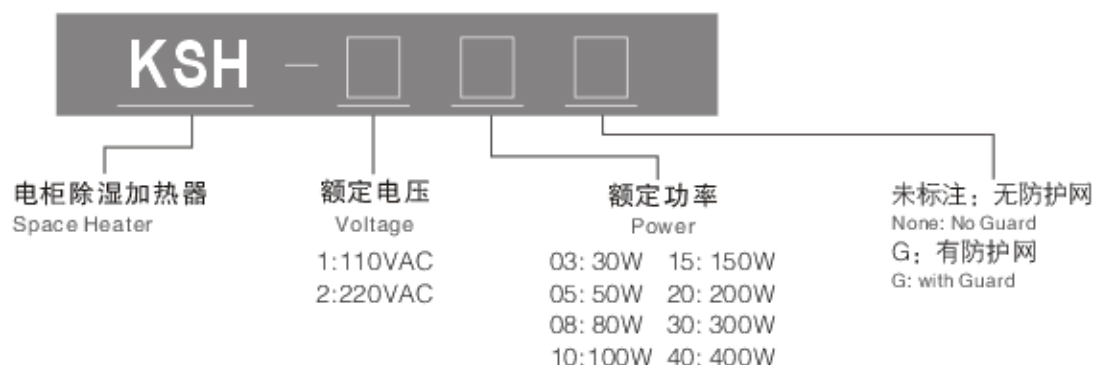 KSH — □ □ □
电柜除湿加热器
Space Heater
额定电压
Voltage
1:110VAC
2:220VAC
额定功率
Power
03: 30W 15: 150W
05: 50W 20: 200W
08: 80W 30: 300W
10:100W 40: 400W
未标注；无防护网
None: No Guard
G；有防护网
G: with Guard